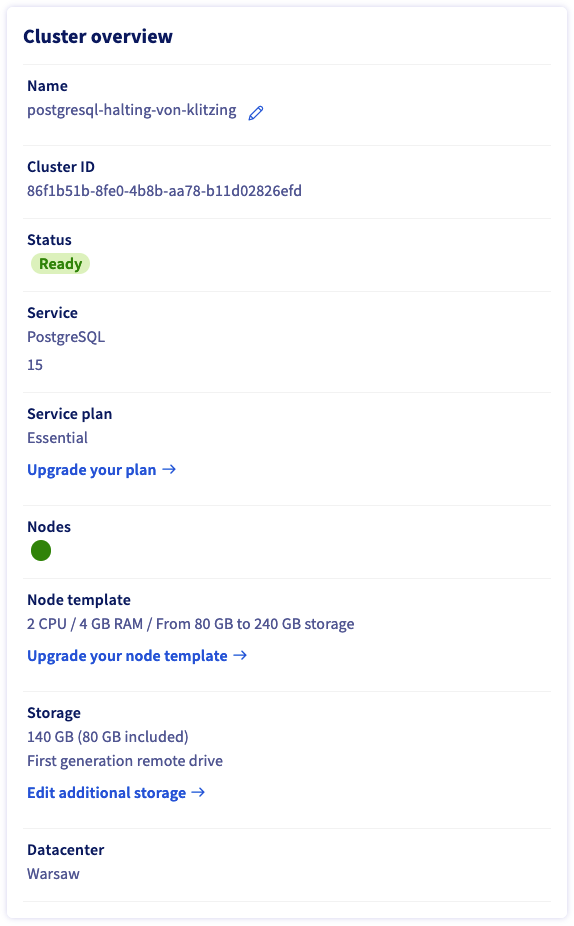 Cluster overview
Name
postgresql-halting-von-klitzing
Cluster ID
86f1b51b-8fe0-4b8b-aa78-b11d02826efd
Status
Ready
Service
PostgreSQL
15
Service plan
Essential
Upgrade your plan →
Nodes
Node template
2 CPU / 4 GB RAM / From 80 GB to 240 GB storage
Upgrade your node template →
Storage
140 GB (80 GB included)
First generation remote drive
Edit additional storage →
Datacenter
Warsaw